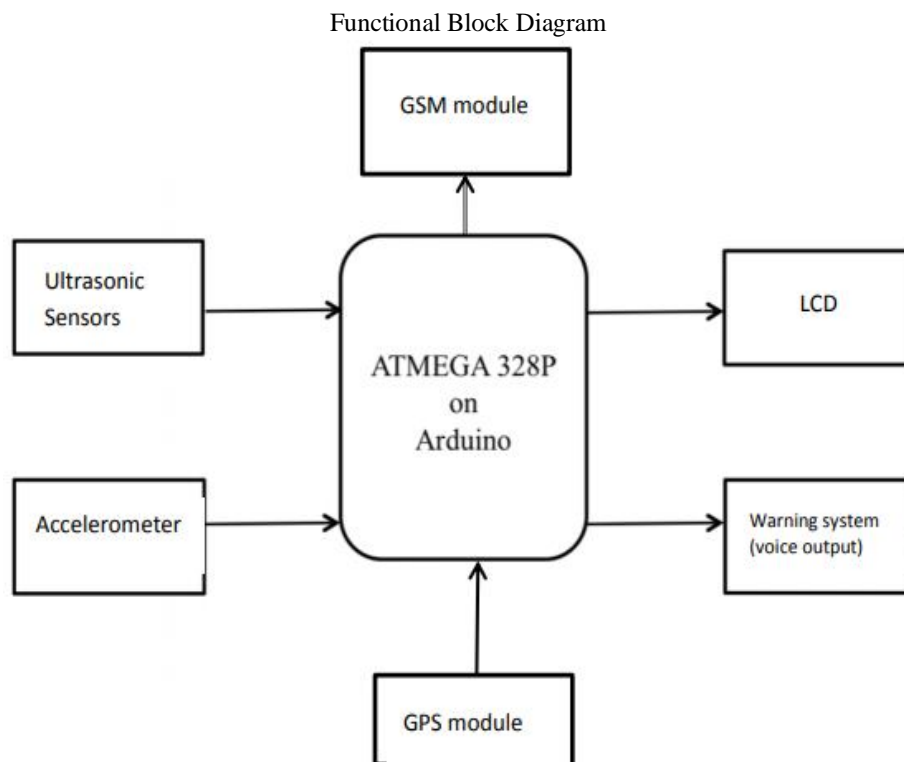 Functional Block Diagram
GSM module
Ultrasonic
Sensors
LCD
ATMEGA 328P
on
Arduino
Accelerometer
Warning system
(voice output)
GPS module